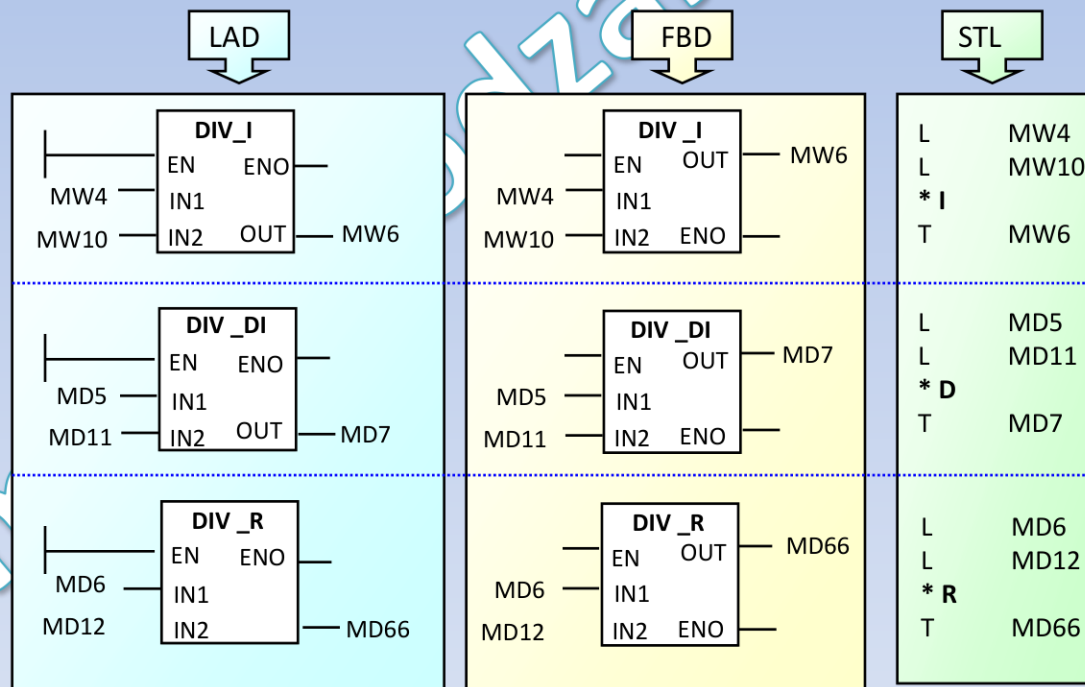 LAD
FBD
STL
DIV_I
EN ENO
MW4 IN1
MW10 IN2 OUT MW6
DIV _I
EN OUT MW6
MW4 IN1
MW10 IN2 ENO
L MW4
L MW10
* I
T MW6
DIV _DI
EN ENO
MD5 IN1
MD11 IN2 OUT MD7
DIV _DI
EN OUT MD7
MD5 IN1
MD11 IN2 ENO
L MD5
L MD11
* D
T MD7
DIV _R
EN ENO
MD6 IN1
MD12 IN2 MD66
DIV _R
EN OUT MD66
MD6 IN1
MD12 IN2 ENO
L MD6
L MD12
* R
T MD66